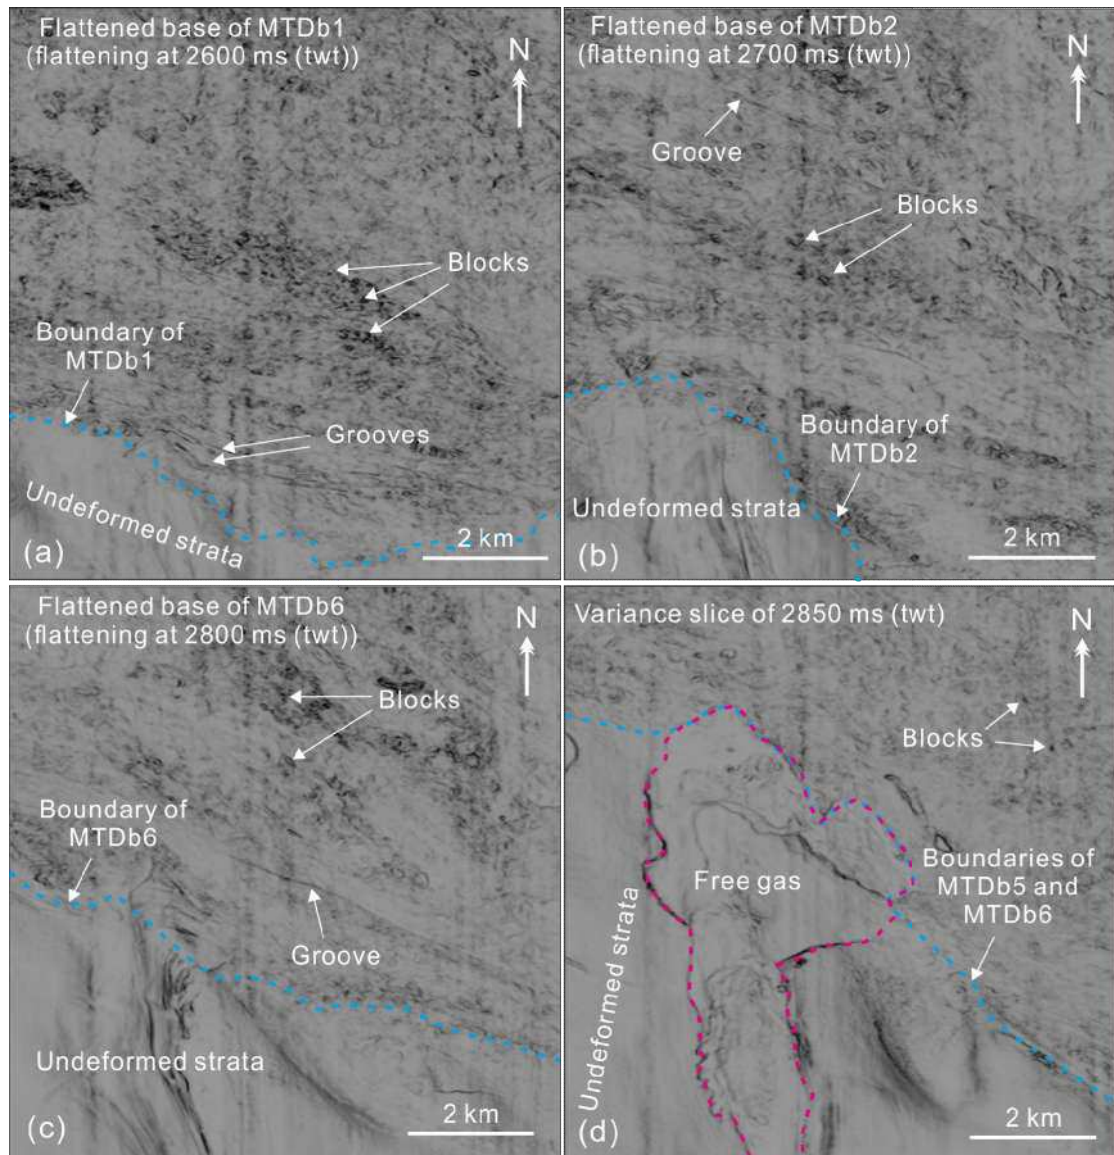 Flattened base of MTDb1
(flattening at 2600 ms (twt))
N
Blocks
Boundary of
MTDb1
Grooves
Undeformed strata
2 km
(a)
Flattened base of MTDb2
(flattening at 2700 ms (twt))
N
Groove
Blocks
Boundary of
MTDb2
Undeformed strata
2 km
(b)
Flattened base of MTDb6
(flattening at 2800 ms (twt))
N
Blocks
Boundary of
MTDb6
Groove
Undeformed strata
2 km
(c)
Variance slice of 2850 ms (twt)
N
Blocks
Boundaries of
MTDb5 and
MTDb6
Free gas
Undeformed strata
2 km
(d)